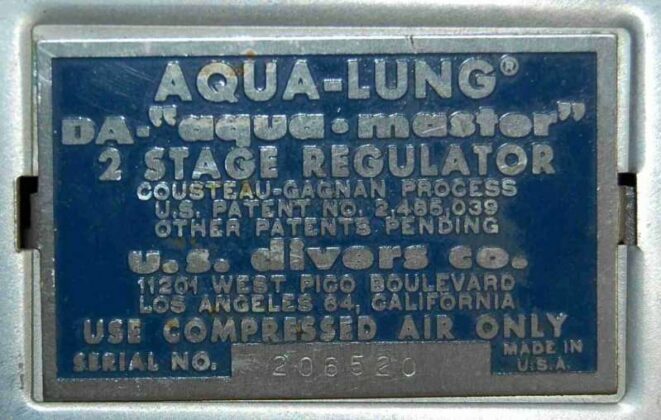 AQUA-LUNG®
DA-"aqua•master"
2 STAGE REGULATOR
COUSTEAU-GAGNAN PROCESS
U.S. PATENT NO. 2,485,039
OTHER PATENTS PENDING
u.s. divers co.
11201 WEST PICO BOULEVARD
LOS ANGELES 64, CALIFORNIA
USE COMPRESSED AIR ONLY
SERIAL NO. 206520 MADE IN
U.S.A.